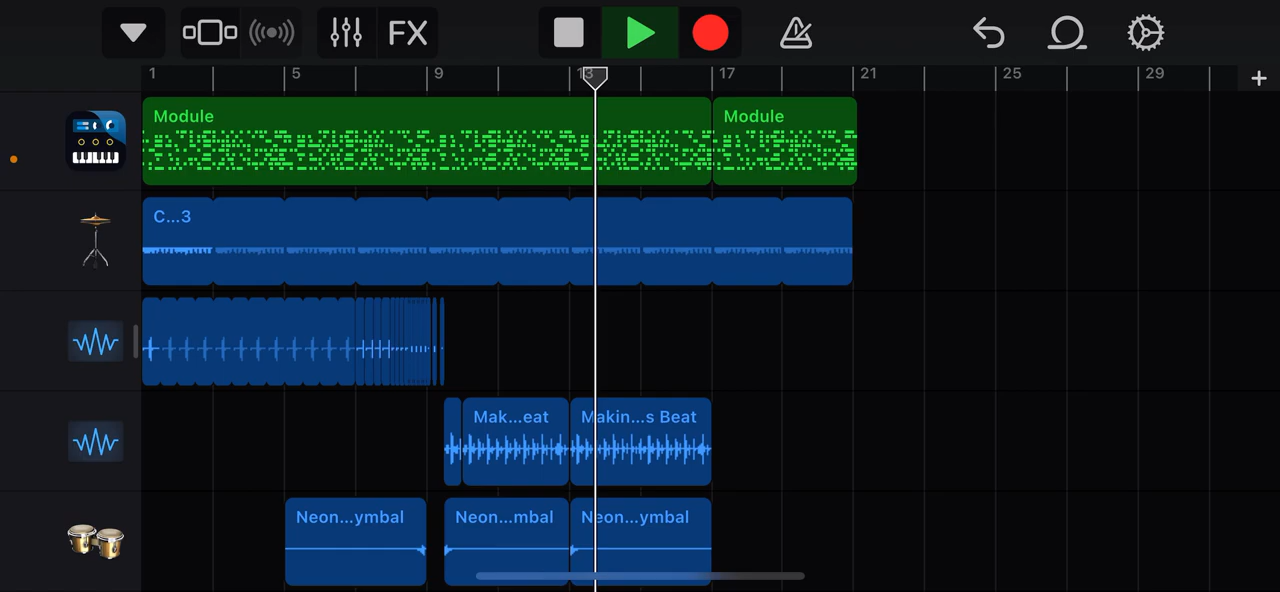 FX
1 5 9 13 17 21 25 29
Module Module
C...3
Mak...eat Makin...s Beat
Neon...ymbal Neon...mbal Neon...ymbal